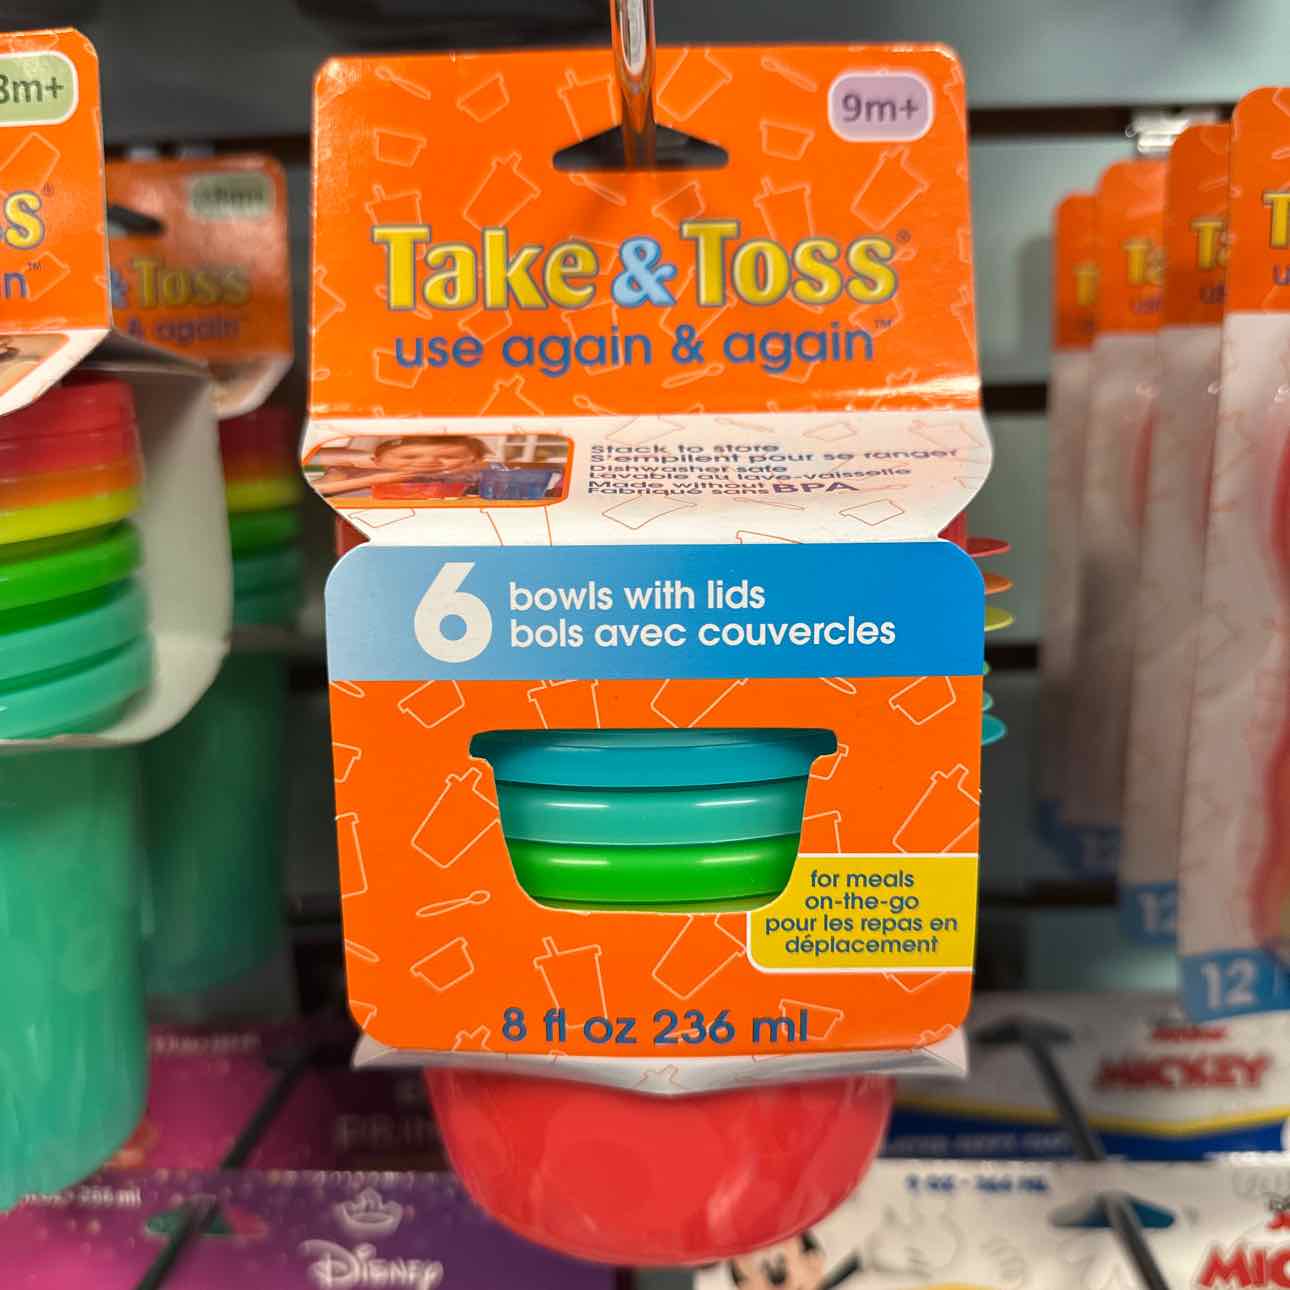 9m+
Take & Toss®
use again & again™
Stack to store
S'empilent pour se ranger
Dishwasher safe
Lavable au lave-vaisselle
Made without BPA
Fabriqué sans
6 bowls with lids
bols avec couvercles
for meals
on-the-go
pour les repas en
déplacement
8 fl oz 236 ml
& Toss
& again
12
12
12
MICKEY
Disney